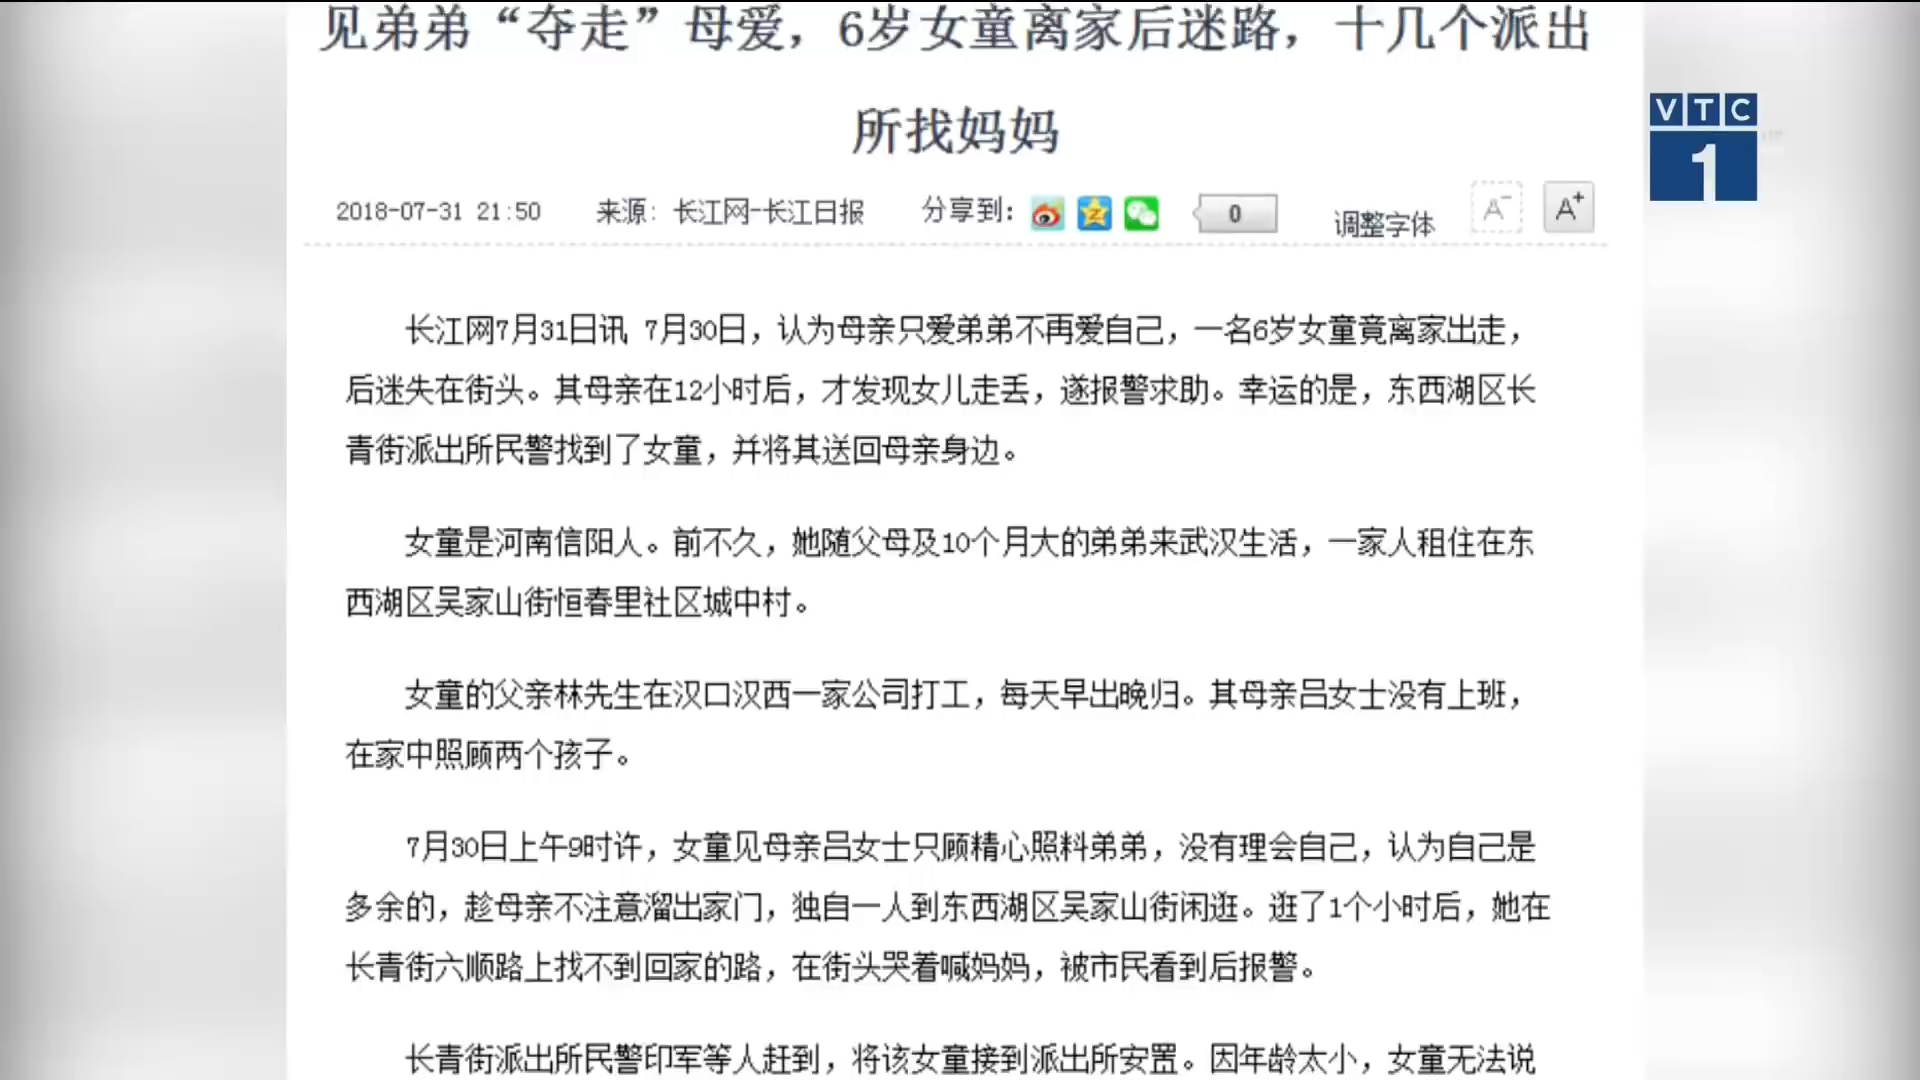 见弟弟“夺走”母爱，6岁女童离家后迷路，十几个派出
所找妈妈
VTC
1
2018-07-31 21:50 来源：长江网-长江日报 分享到： 0 调整字体 A- A+
长江网7月31日讯 7月30日，认为母亲只爱弟弟不再爱自己，一名6岁女童竟离家出走，
后迷失在街头。其母亲在12小时后，才发现女儿走丢，遂报警求助。幸运的是，东西湖区长
青街派出所民警找到了女童，并将其送回母亲身边。
女童是河南信阳人。前不久，她随父母及10个月大的弟弟来武汉生活，一家人租住在东
西湖区吴家山街恒春里社区城中村。
女童的父亲林先生在汉口汉西一家公司打工，每天早出晚归。其母亲吕女士没有上班，
在家中照顾两个孩子。
7月30日上午9时许，女童见母亲吕女士只顾精心照料弟弟，没有理会自己，认为自己是
多余的，趁母亲不注意溜出家门，独自一人到东西湖区吴家山街闲逛。逛了1个小时后，她在
长青街六顺路上找不到回家的路，在街头哭着喊妈妈，被市民看到后报警。
长青街派出所民警印军等人赶到，将该女童接到派出所安置。因年龄太小，女童无法说